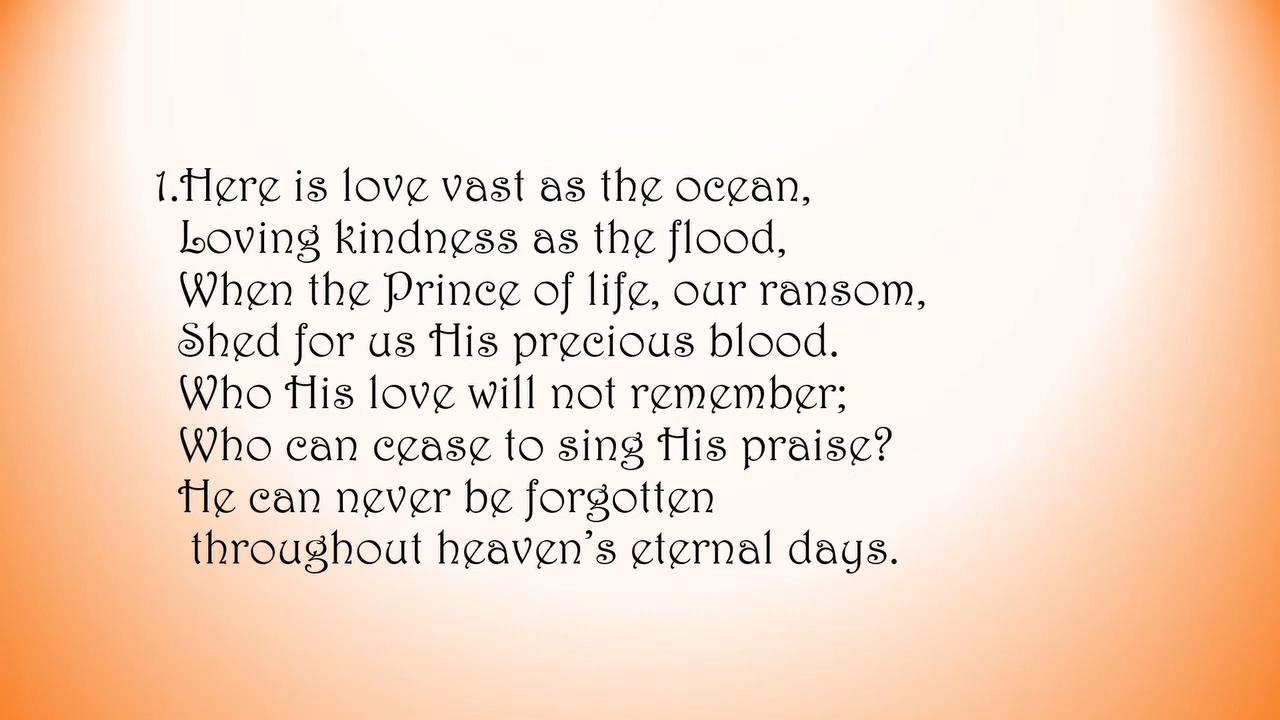 1.Here is love vast as the ocean,
Loving kindness as the flood,
When the Prince of life, our ransom,
Shed for us His precious blood.
Who His love will not remember;
Who can cease to sing His praise?
He can never be forgotten
throughout heaven’s eternal days.